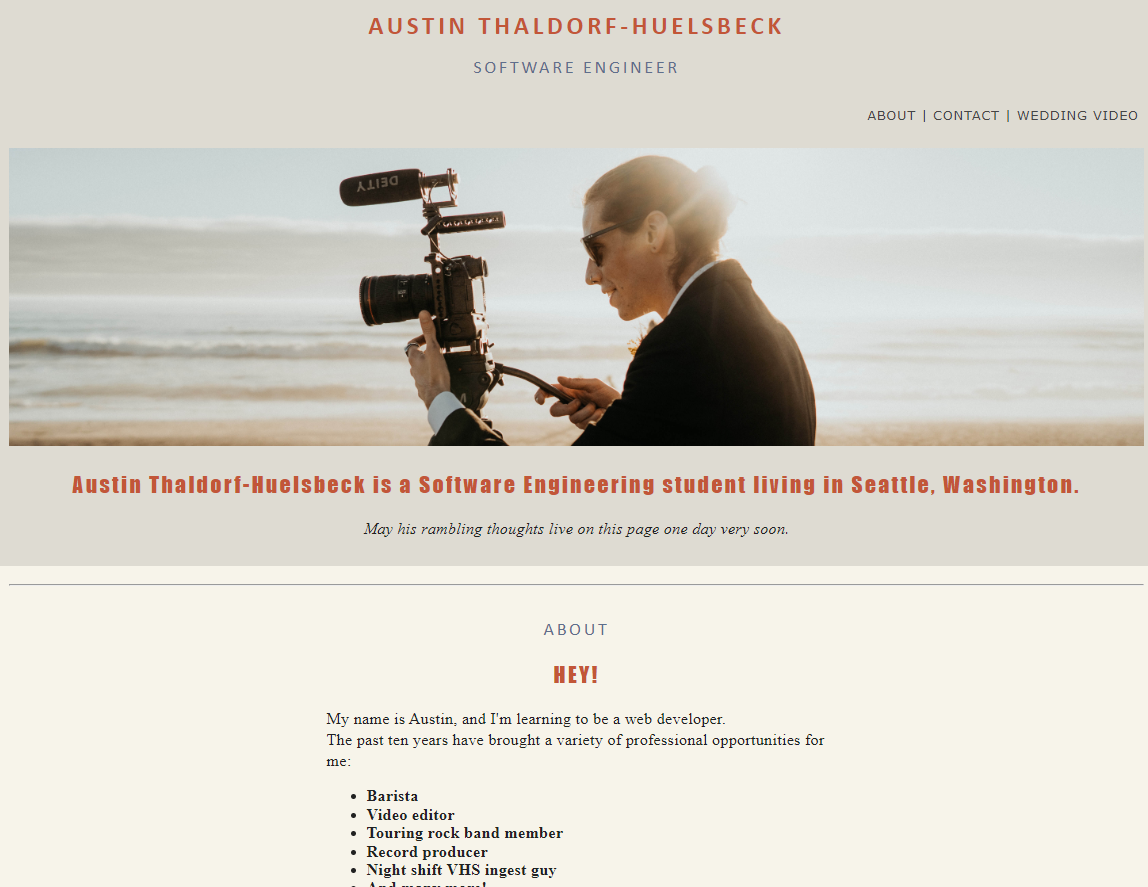 AUSTIN THALDORF-HUELSBECK
SOFTWARE ENGINEER
ABOUT | CONTACT | WEDDING VIDEO
DEITY
Austin Thaldorf-Huelsbeck is a Software Engineering student living in Seattle, Washington.
May his rambling thoughts live on this page one day very soon.
ABOUT
HEY!
My name is Austin, and I'm learning to be a web developer.
The past ten years have brought a variety of professional opportunities for
me:
• Barista
• Video editor
• Touring rock band member
• Record producer
• Night shift VHS ingest guy
• And many more!